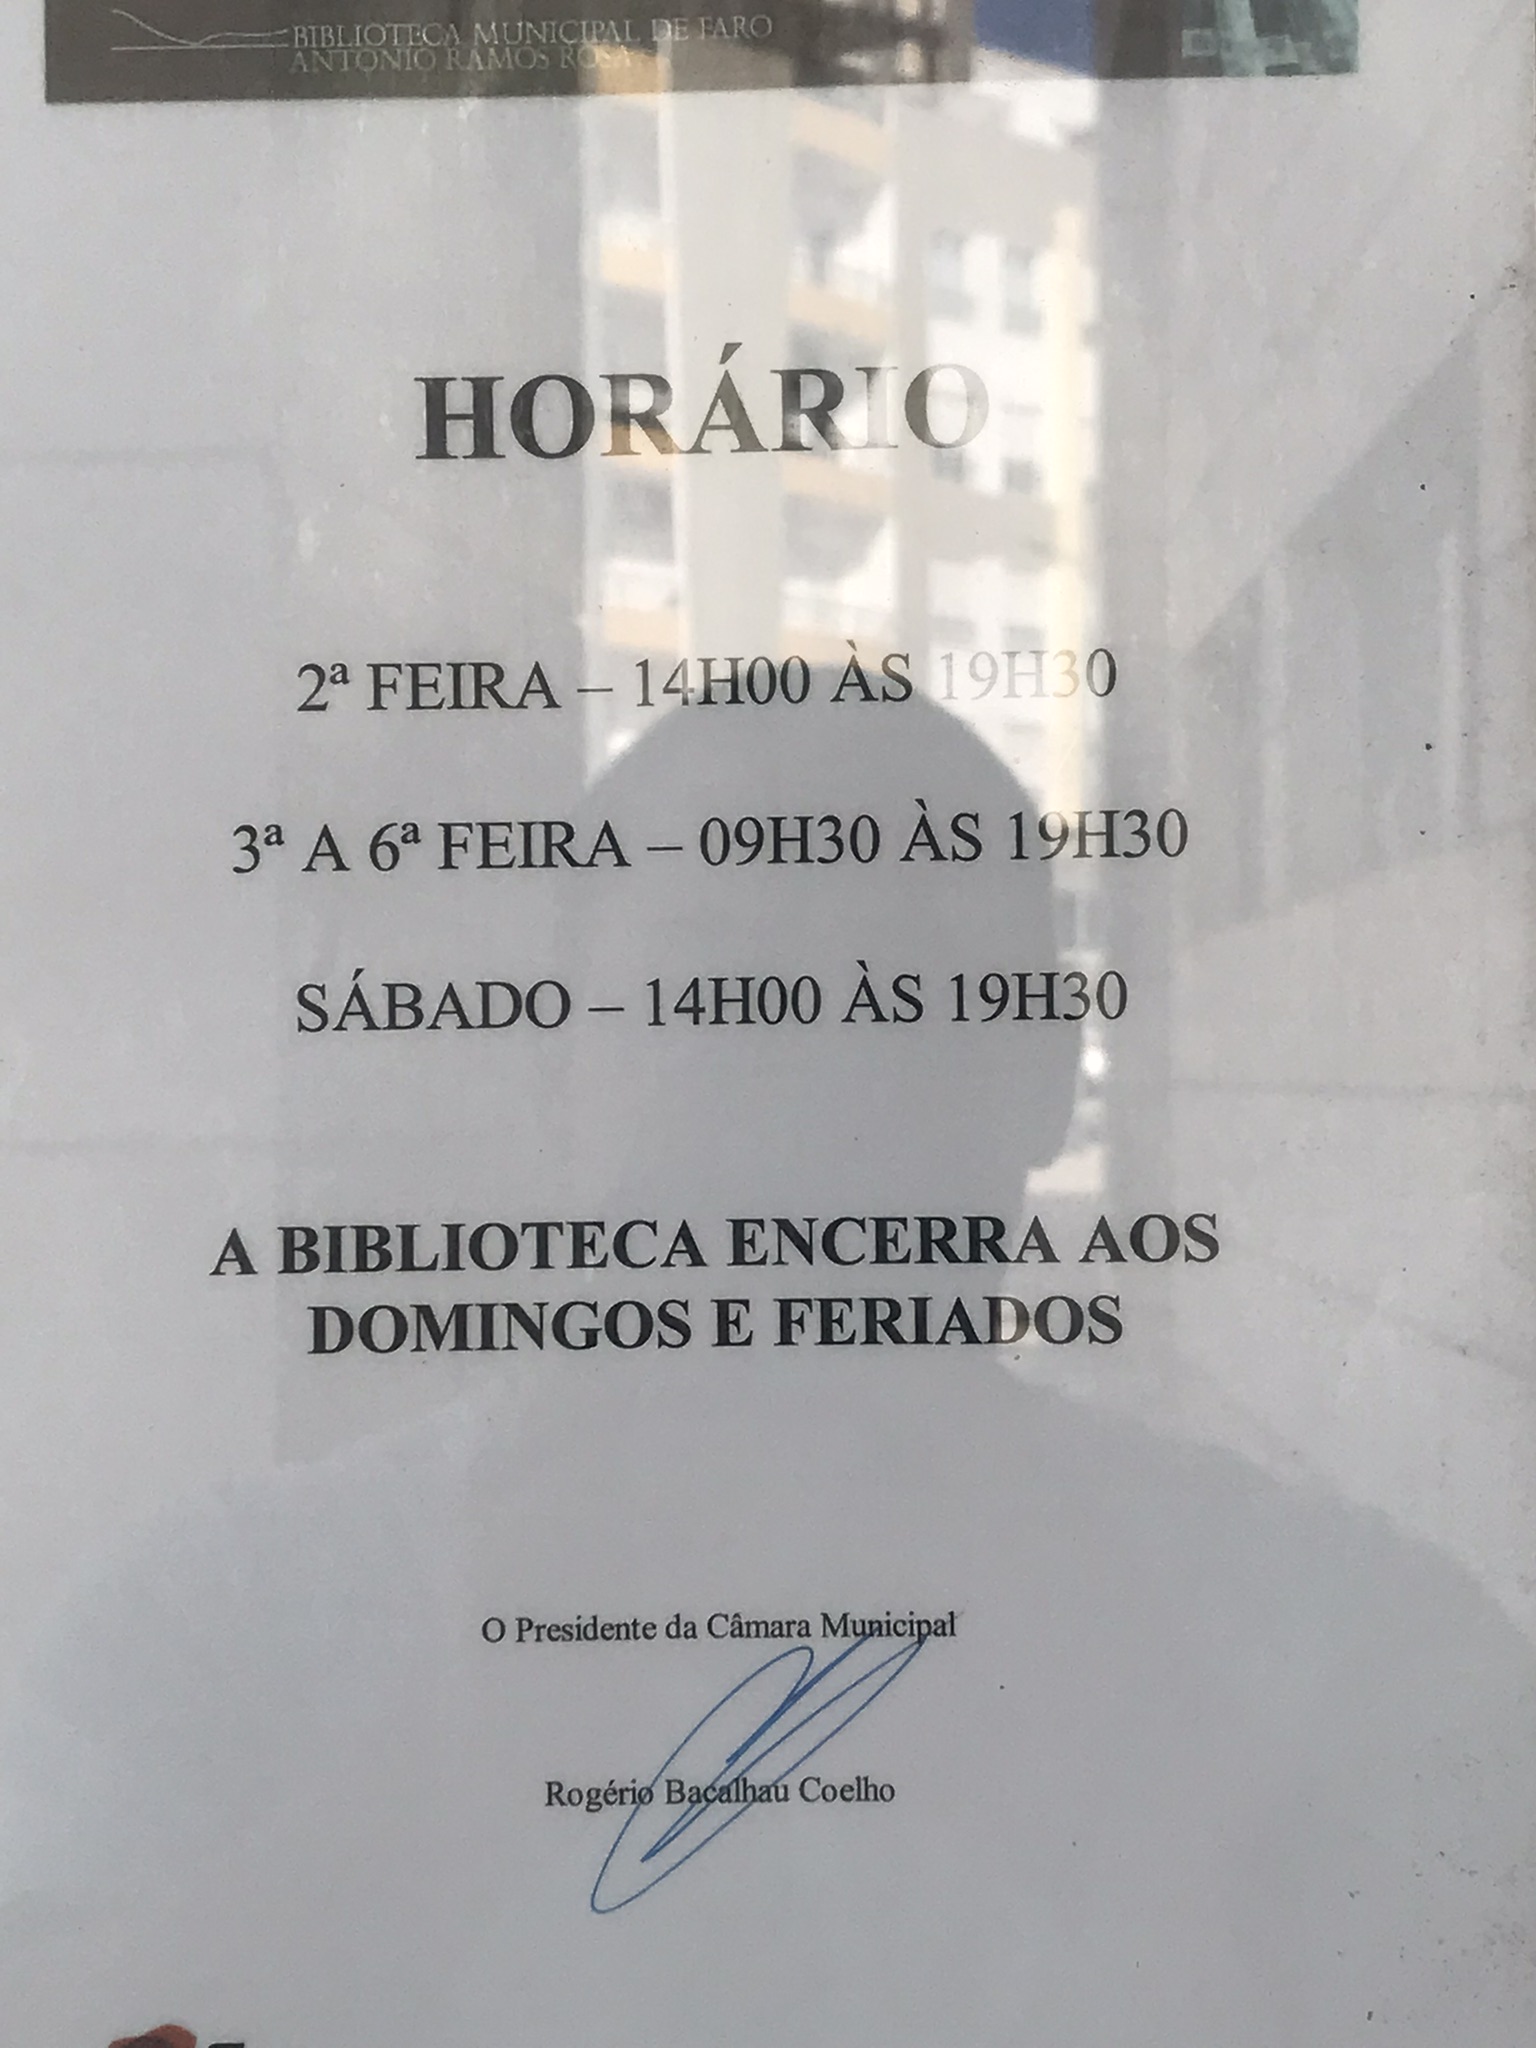 BIBLIOTECA MUNICIPAL DE FARO
ANTÓNIO RAMOS ROSA
HORÁRIO
2ª FEIRA – 14H00 ÀS 19H30
3ª A 6ª FEIRA – 09H30 ÀS 19H30
SÁBADO – 14H00 ÀS 19H30
A BIBLIOTECA ENCERRA AOS
DOMINGOS E FERIADOS
O Presidente da Câmara Municipal
Rogério Bacalhau Coelho